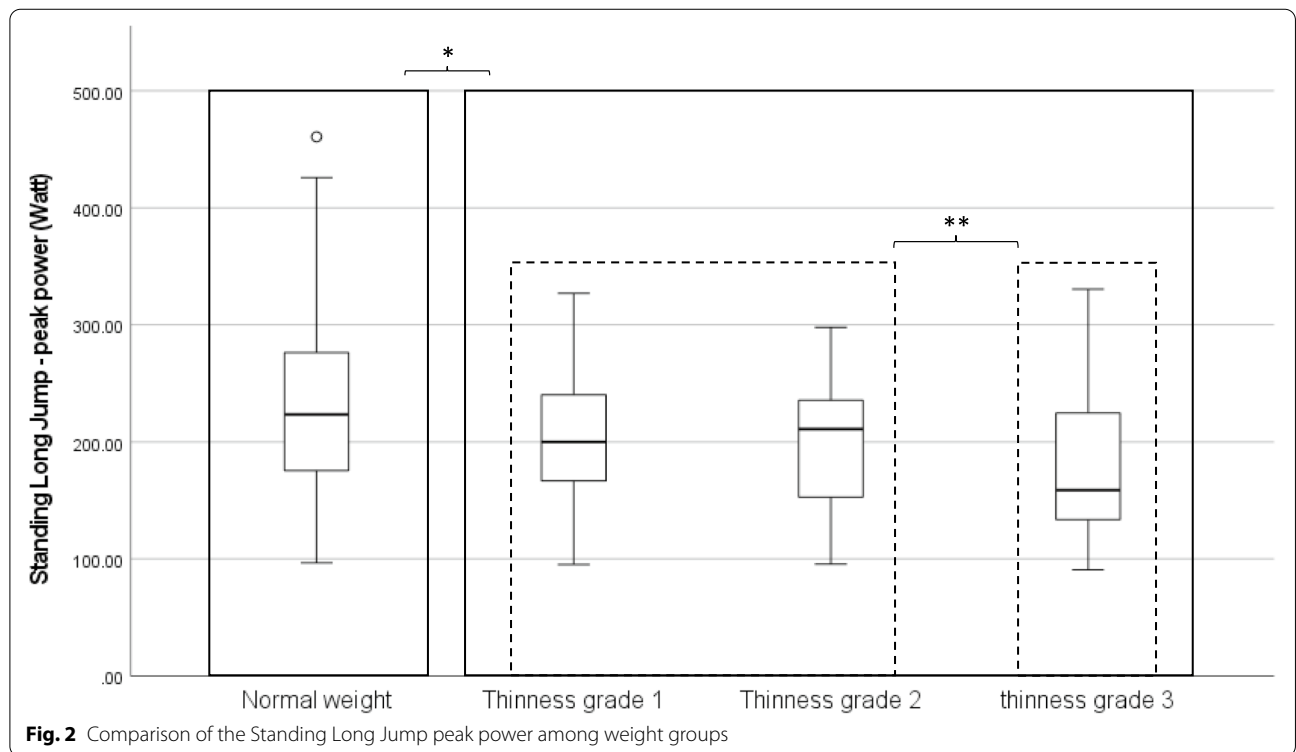 *
500.00
400.00
**
300.00
200.00
100.00
.00
Standing Long Jump - peak power (Watt)
Normal weight Thinness grade 1 Thinness grade 2 thinness grade 3
Fig. 2 Comparison of the Standing Long Jump peak power among weight groups